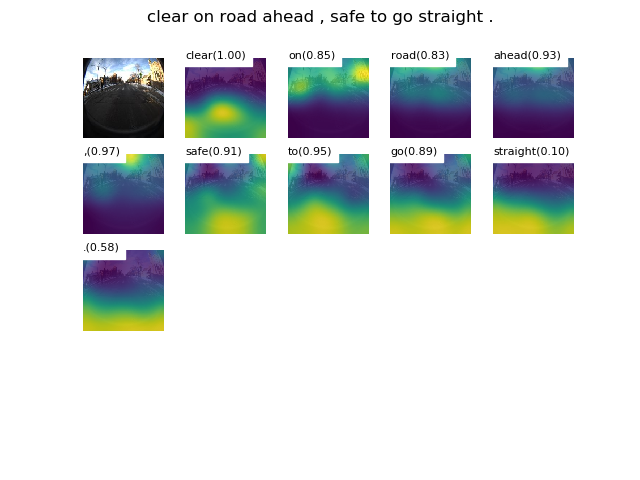 clear on road ahead , safe to go straight .
clear(1.00)
on(0.85)
road(0.83)
ahead(0.93)
,(0.97)
safe(0.91)
to(0.95)
go(0.89)
straight(0.10)
.(0.58)